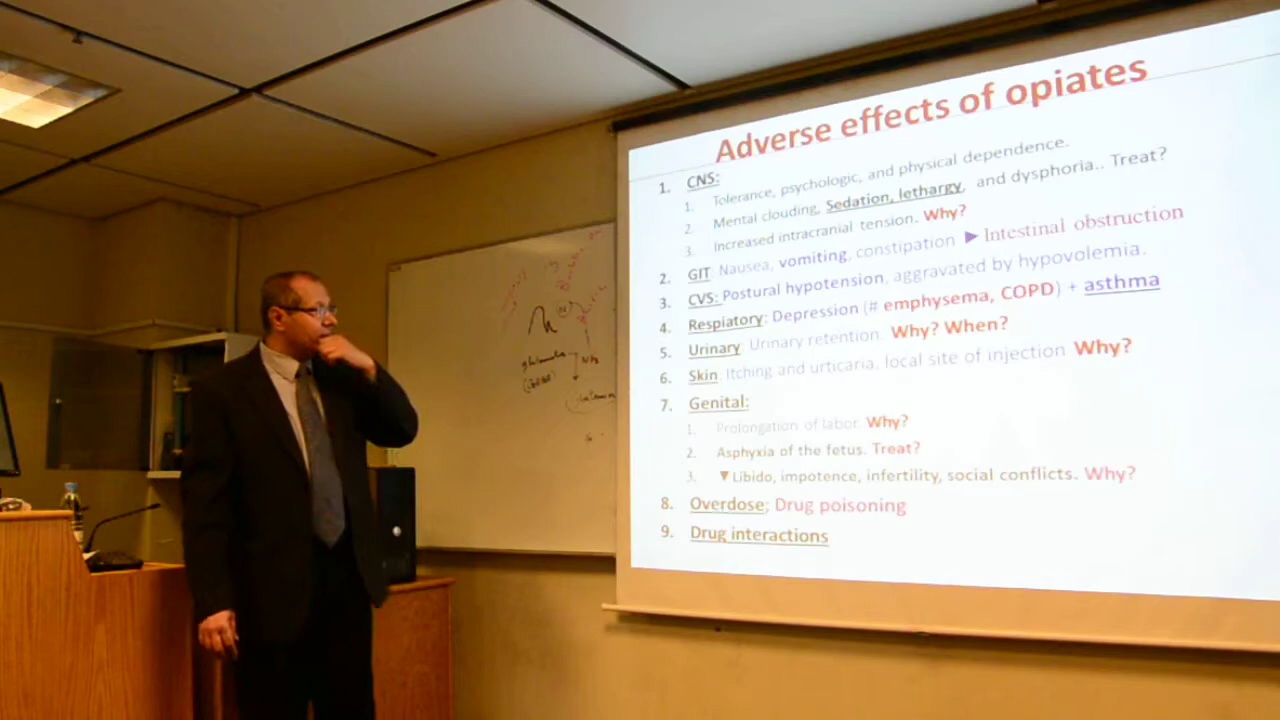 Adverse effects of opiates
1. CNS:
1. Tolerance, psychologic, and physical dependence.
2. Mental clouding, Sedation, lethargy, and dysphoria.. Treat?
3. Increased intracranial tension. Why?
2. GIT: Nausea, vomiting, constipation ► Intestinal obstruction
3. CVS: Postural hypotension, aggravated by hypovolemia.
4. Respiatory: Depression (# emphysema, COPD) + asthma
5. Urinary: Urinary retention. Why? When?
6. Skin: Itching and urticaria, local site of injection Why?
7. Genital:
1. Prolongation of labor. Why?
2. Asphyxia of the fetus. Treat?
3. ▼Libido, impotence, infertility, social conflicts. Why?
8. Overdose; Drug poisoning
9. Drug interactions